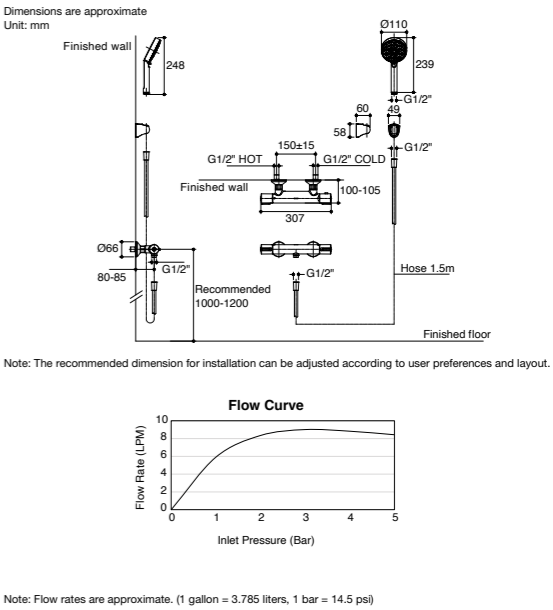 Dimensions are approximate
Unit: mm
Finished wall
248
Ø110
239
G1/2"
60
49
58
G1/2"
150±15
G1/2" HOT
G1/2" COLD
Finished wall
100-105
307
Ø66
G1/2"
80-85
Recommended
1000-1200
G1/2"
Hose 1.5m
Finished floor
Note: The recommended dimension for installation can be adjusted according to user preferences and layout.
Flow Curve
Flow Rate (LPM)
10
8
6
4
2
0
0 1 2 3 4 5
Inlet Pressure (Bar)
Note: Flow rates are approximate. (1 gallon = 3.785 liters, 1 bar = 14.5 psi)